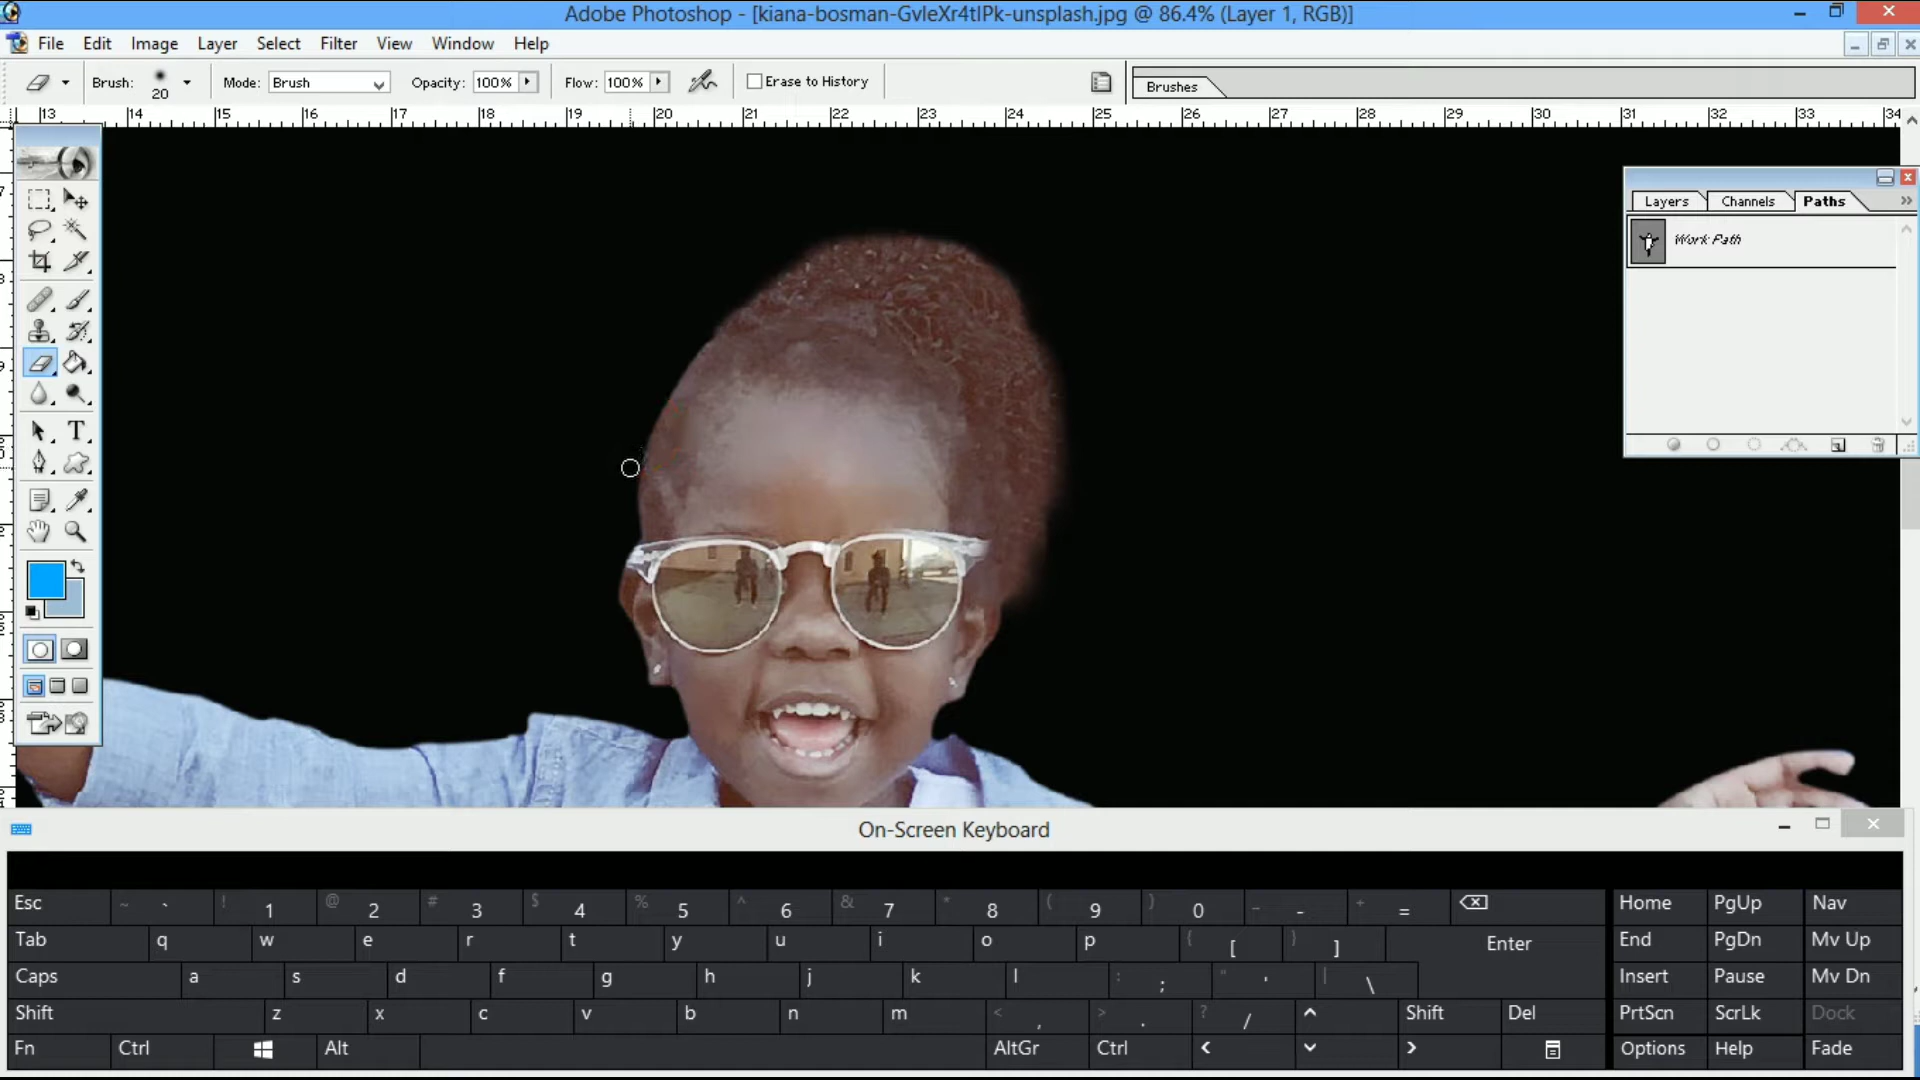 Adobe Photoshop - [kiana-bosman-GvleXr4tlPk-unsplash.jpg @ 86.4% (Layer 1, RGB)]
File Edit Image Layer Select Filter View Window Help
Brush: 20 Mode: Brush Opacity: 100% Flow: 100% Erase to History Brushes
13 14 15 16 17 18 19 20 21 22 23 24 25 26 27 28 29 30 31 32 33 34
Layers Channels Paths
Work Path
On-Screen Keyboard
Esc ~ ` ! 1 @ 2 # 3 $ 4 % 5 ^ 6 & 7 * 8 ( 9 ) 0 _ - + = Home PgUp Nav
Tab q w e r t y u i o p { [ } ] Enter End PgDn Mv Up
Caps a s d f g h j k l : ; " ' | \ Insert Pause Mv Dn
Shift z x c v b n m < , > . ? / Shift Del PrtScn ScrLk Dock
Fn Ctrl Alt AltGr Ctrl Options Help Fade